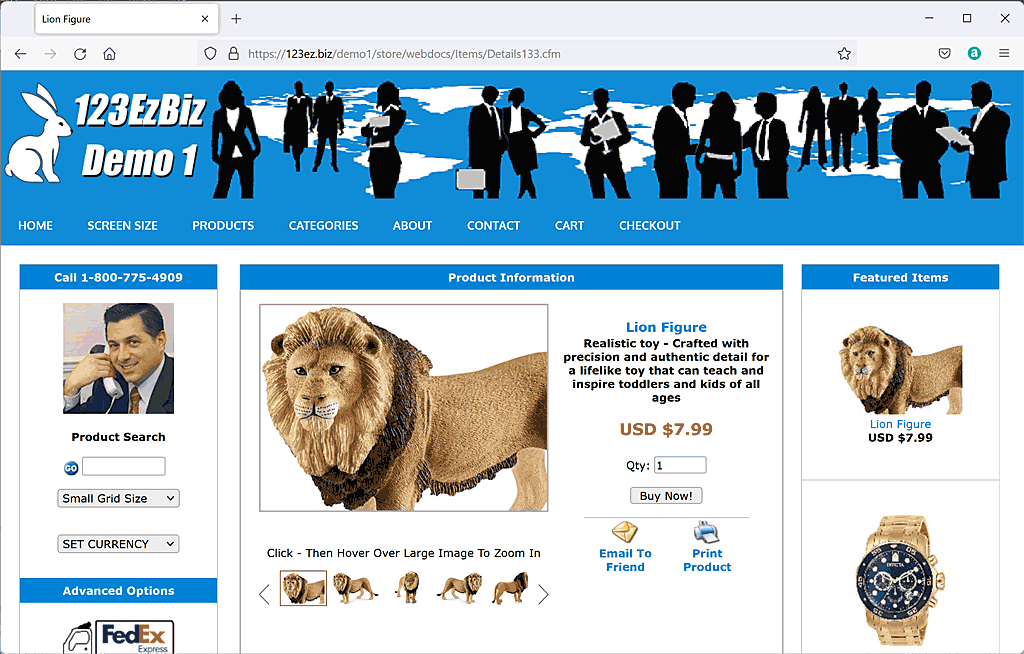 Lion Figure
https://123ez.biz/demo1/store/webdocs/Items/Details133.cfm
a
123EzBiz
Demo 1
HOME
SCREEN SIZE
PRODUCTS
CATEGORIES
ABOUT
CONTACT
CART
CHECKOUT
Call 1-800-775-4909
Product Search
GO
Small Grid Size
SET CURRENCY
Advanced Options
FedEx
Express
Product Information
Click - Then Hover Over Large Image To Zoom In
Lion Figure
Realistic toy - Crafted with
precision and authentic detail for
a lifelike toy that can teach and
inspire toddlers and kids of all
ages
USD $7.99
Qty: 1
Buy Now!
Email To
Friend
Print
Product
Featured Items
Lion Figure
USD $7.99
INVICTA